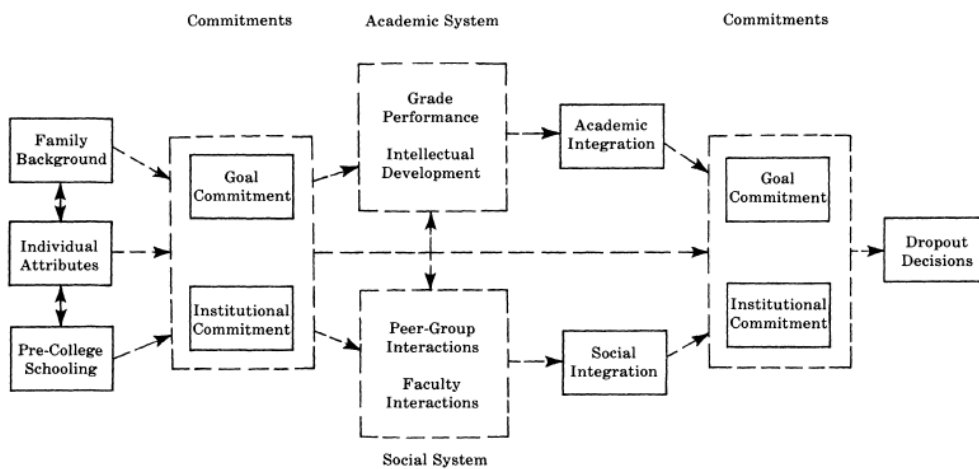 Commitments
Academic System
Commitments
Family
Background
Individual
Attributes
Pre-College
Schooling
Goal
Commitment
Institutional
Commitment
Grade
Performance
Intellectual
Development
Peer-Group
Interactions
Faculty
Interactions
Social System
Academic
Integration
Social
Integration
Goal
Commitment
Institutional
Commitment
Dropout
Decisions